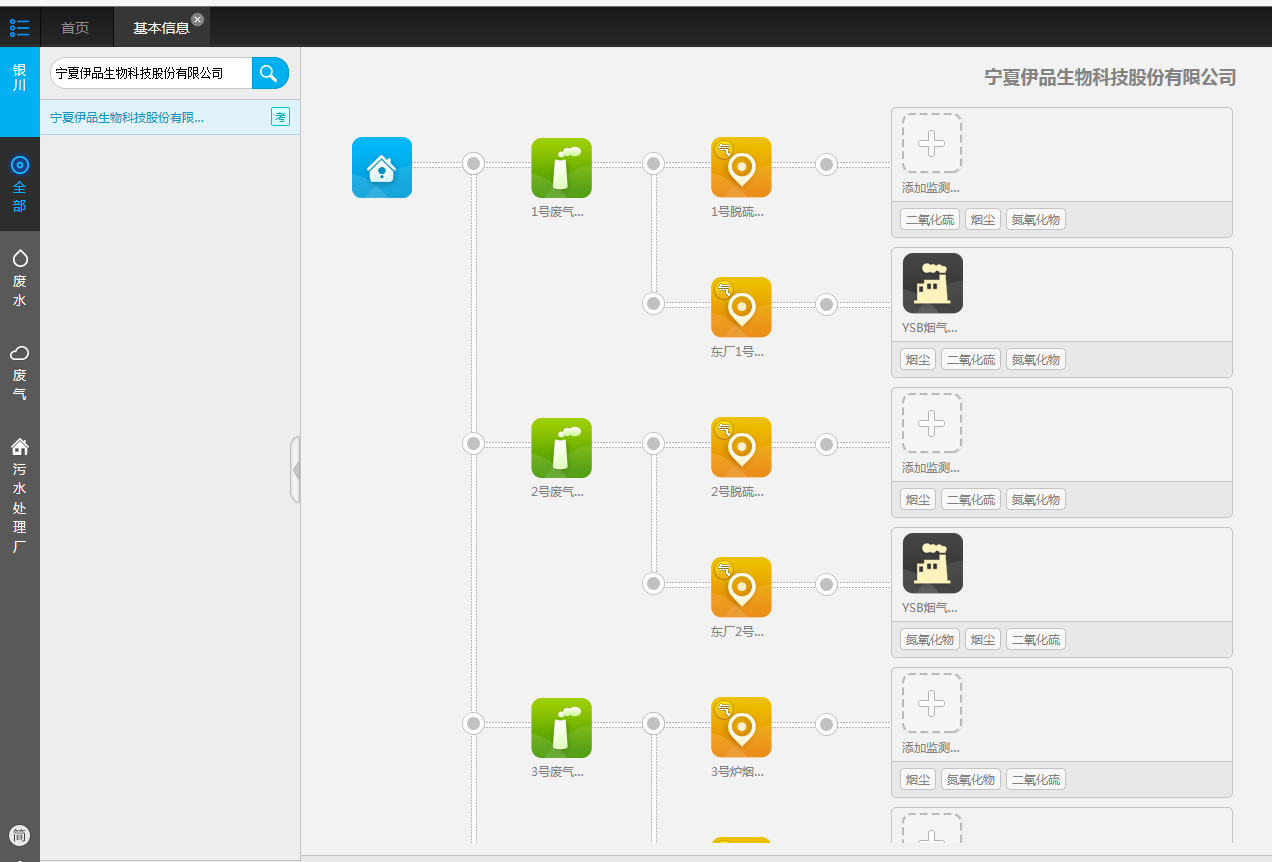 首页
基本信息
银川
宁夏伊品生物科技股份有限公司
宁夏伊品生物科技股份有限...
考
全部
废水
废气
污水处理厂
简
宁夏伊品生物科技股份有限公司
1号废气...
气
1号脱硫...
添加监测...
二氧化硫 烟尘 氮氧化物
气
东厂1号...
YSB烟气...
烟尘 二氧化硫 氮氧化物
2号废气...
气
2号脱硫...
添加监测...
烟尘 二氧化硫 氮氧化物
气
东厂2号...
YSB烟气...
氮氧化物 烟尘 二氧化硫
3号废气...
气
3号炉烟...
添加监测...
烟尘 氮氧化物 二氧化硫